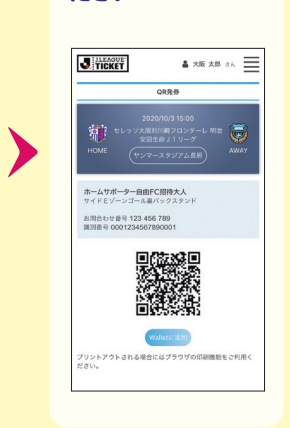 ださい
J.LEAGUE TICKET
大阪 太郎 さん
QR発券
2020/10/3 15:00
セレッソ大阪対川崎フロンターレ 明治
安田生命J1リーグ
HOME
AWAY
ヤンマースタジアム長居
ホームサポーター自由FC招待大人
サイドEゾーンゴール裏バックスタンド
お問合わせ番号 123 456 789
識別番号 0001234567890001
Walletに追加
プリントアウトされる場合にはブラウザの印刷機能をご利用く
ださい。